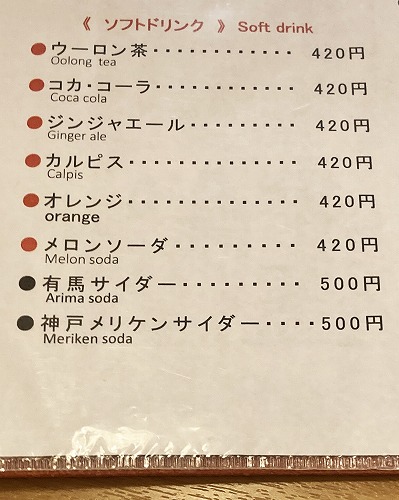 《 ソフトドリンク 》 Soft drink
●ウーロン茶・・・・・・・・・・・・ 420円
Oolong tea
●コカ・コーラ・・・・・・・・・・・ 420円
Coca cola
●ジンジャエール・・・・・・・・・ 420円
Ginger ale
●カルピス・・・・・・・・・・・・・・ 420円
Calpis
●オレンジ・・・・・・・・・・・・・・ 420円
orange
●メロンソーダ・・・・・・・・・・ 420円
Melon soda
●有馬サイダー・・・・・・・・・・ 500円
Arima soda
●神戸メリケンサイダー・・・・500円
Meriken soda